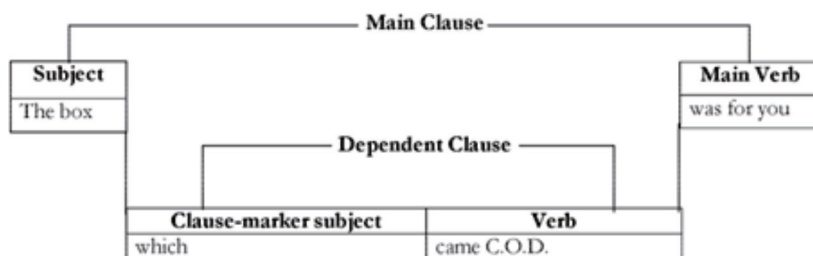 Main Clause
Subject
Main Verb
The box
was for you
Dependent Clause
Clause-marker subject
Verb
which
came C.O.D.